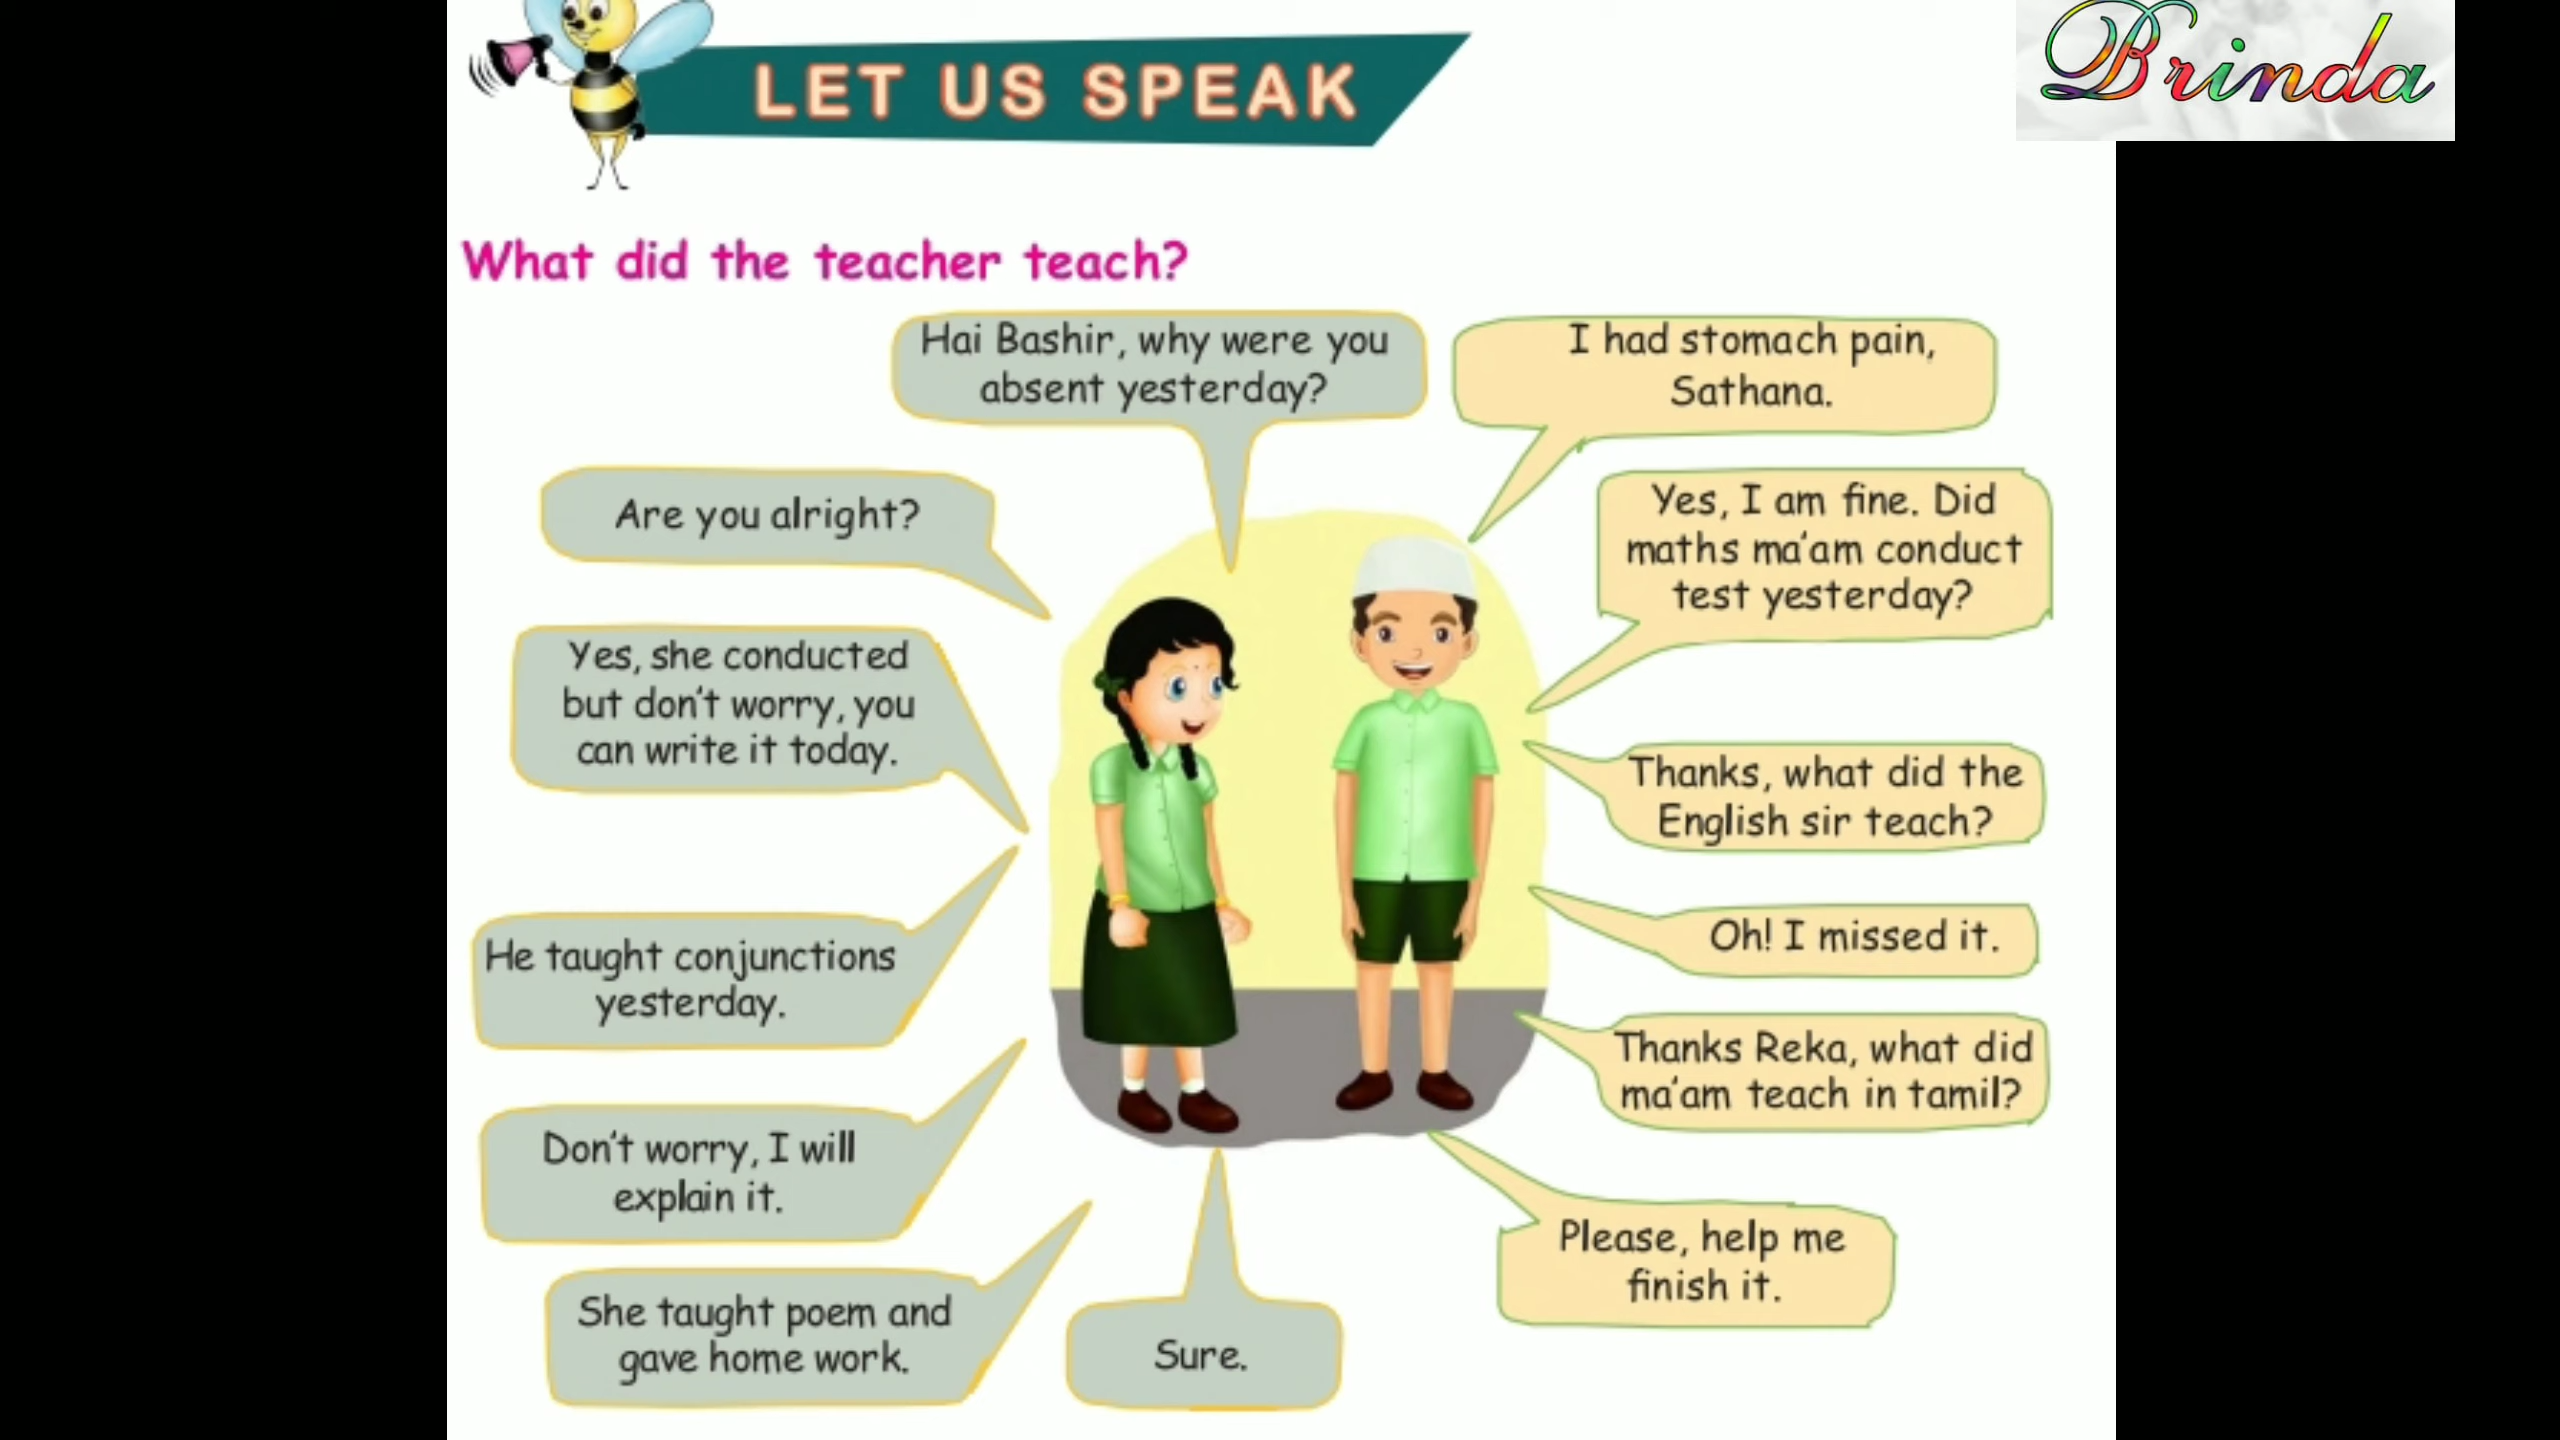 LET US SPEAK
Brinda
What did the teacher teach?
Hai Bashir, why were you
absent yesterday?
I had stomach pain,
Sathana.
Are you alright?
Yes, I am fine. Did
maths ma'am conduct
test yesterday?
Yes, she conducted
but don't worry, you
can write it today.
Thanks, what did the
English sir teach?
He taught conjunctions
yesterday.
Oh! I missed it.
Don't worry, I will
explain it.
Thanks Reka, what did
ma'am teach in tamil?
She taught poem and
gave home work.
Please, help me
finish it.
Sure.